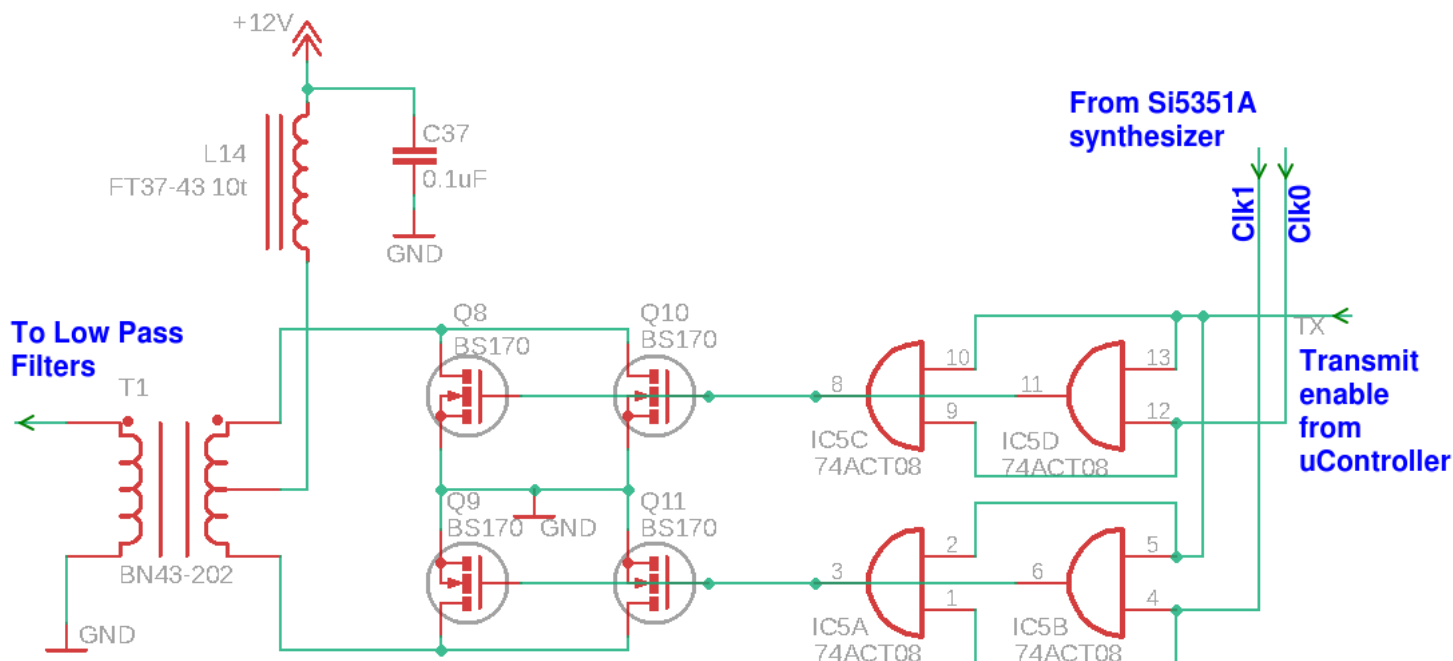 +12V
From Si5351A
synthesizer
C37
L14
FT37-43 10t
0.1uF
Clk1
Clk0
GND
Q8
BS170
Q10
BS170
To Low Pass
Filters
TX
T1
Transmit
enable
from
uController
8
10
9
11
13
12
IC5C
74ACT08
IC5D
74ACT08
Q9
BS170
GND
Q11
BS170
BN43-202
3
2
1
6
5
4
GND
IC5A
74ACT08
IC5B
74ACT08